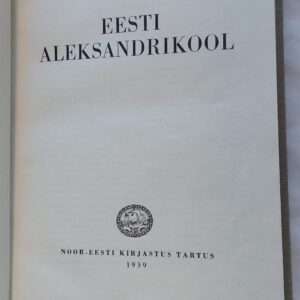 EESTI
ALEKSANDRIKOOL
NOOR-EESTI KIRJASTUS TARTUS
1939